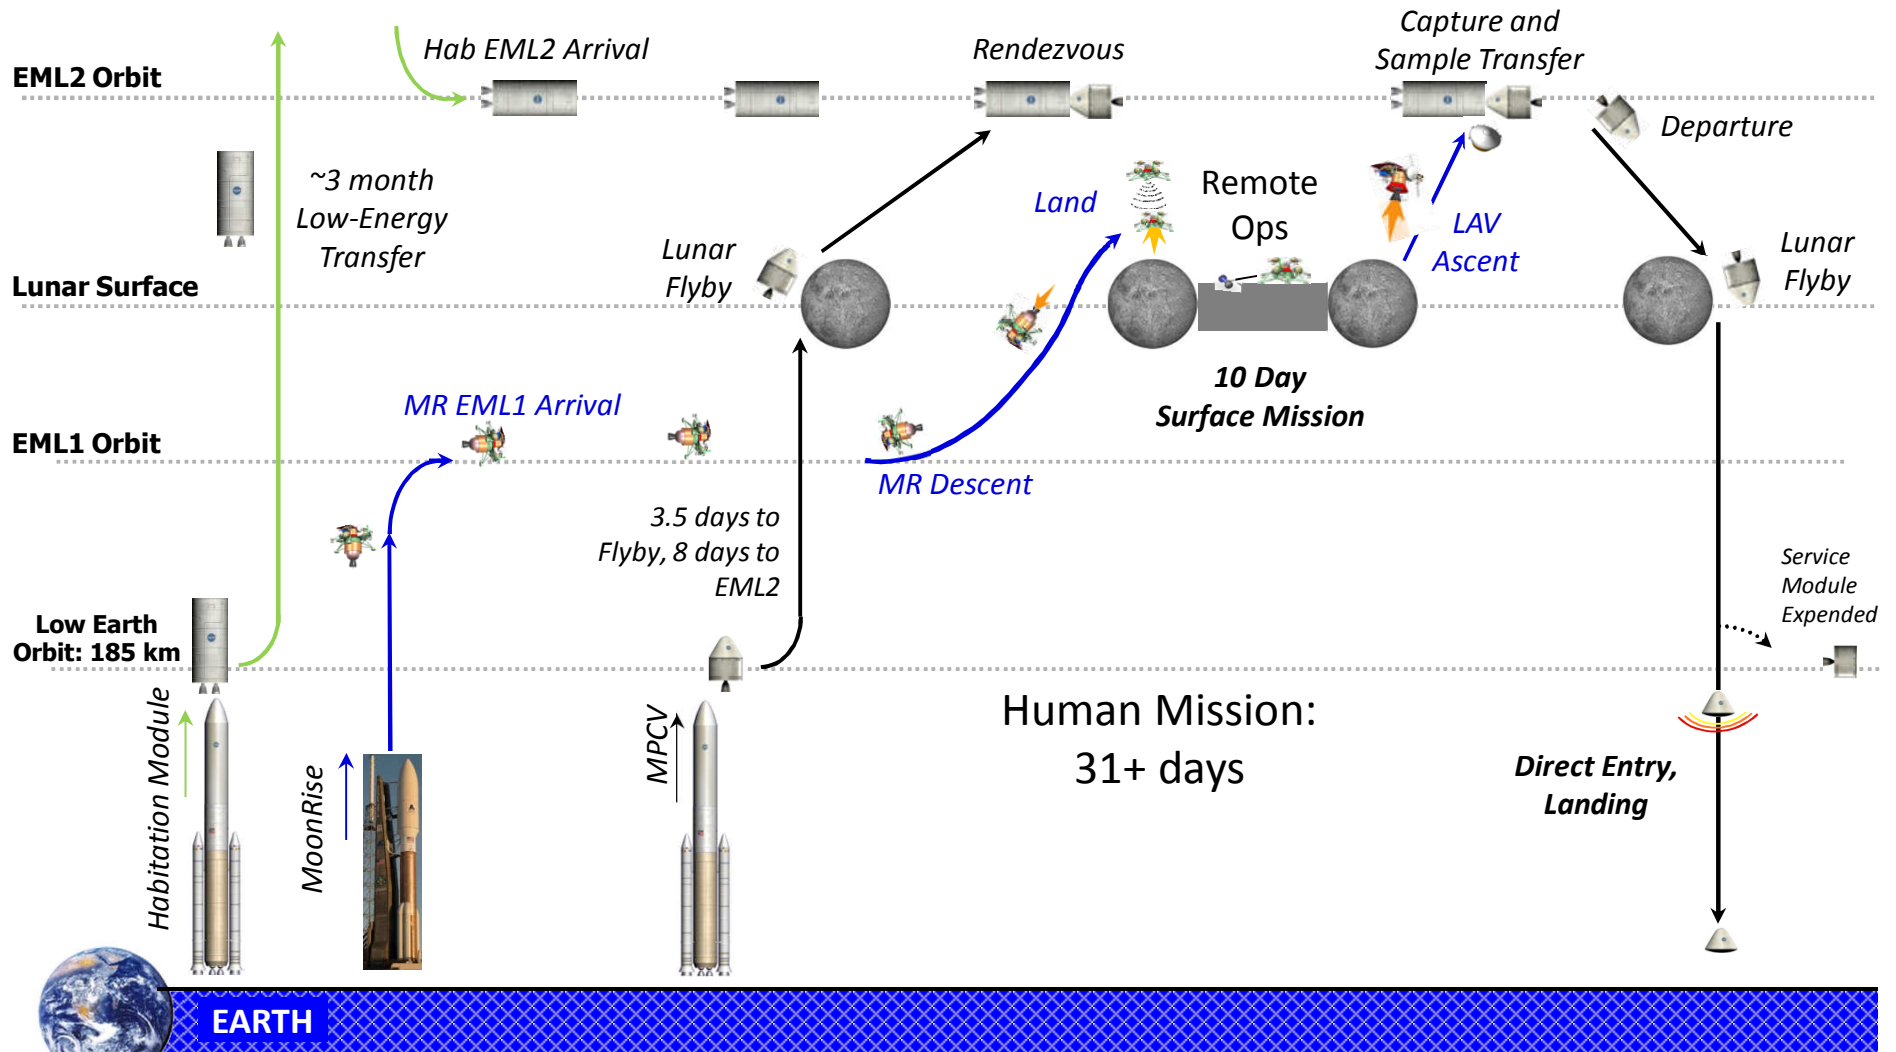 Hab EML2 Arrival
Rendezvous
Capture and
Sample Transfer
EML2 Orbit
Departure
~3 month
Low-Energy
Transfer
Land
Remote
Ops
LAV
Ascent
Lunar
Flyby
Lunar
Flyby
Lunar Surface
10 Day
Surface Mission
MR EML1 Arrival
EML1 Orbit
MR Descent
3.5 days to
Flyby, 8 days to
EML2
Service
Module
Expended
Low Earth
Orbit: 185 km
Habitation Module
MoonRise
MPCV
Human Mission:
31+ days
Direct Entry,
Landing
EARTH